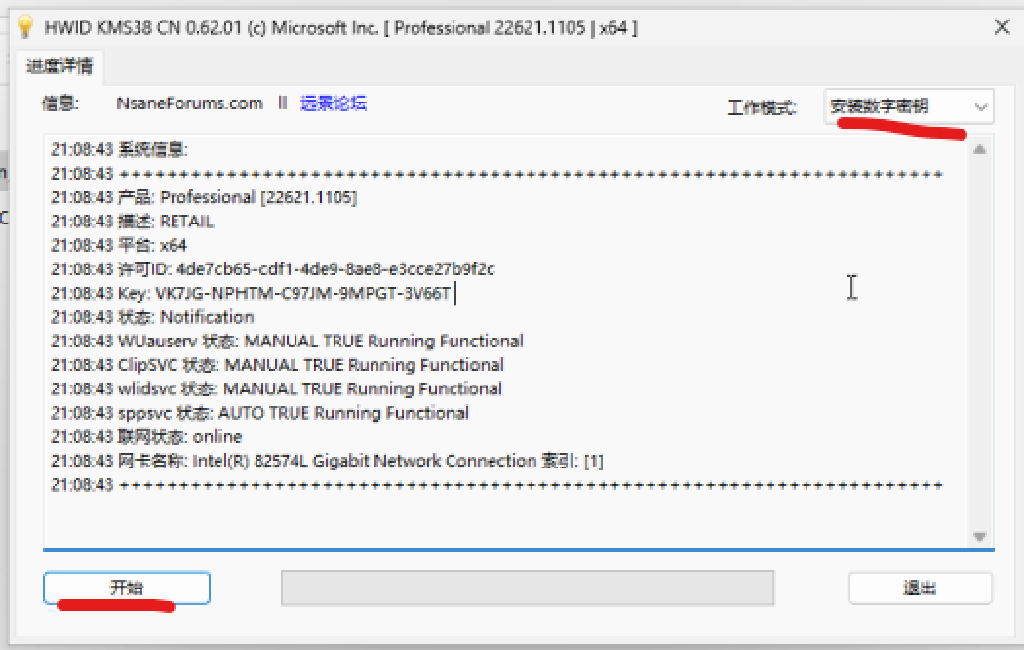 HWID KMS38 CN 0.62.01 (c) Microsoft Inc. [ Professional 22621.1105 | x64 ]
进度详情
信息: NsaneForums.com || 远景论坛 工作模式: 安装数字密钥
21:08:43 系统信息:
21:08:43 +++++++++++++++++++++++++++++++++++++++++++++++++++++++++++++++
21:08:43 产品: Professional [22621.1105]
21:08:43 描述: RETAIL
21:08:43 平台: x64
21:08:43 许可ID: 4de7cb65-cdf1-4de9-8ae8-e3cce27b9f2c
21:08:43 Key: VK7JG-NPHTM-C97JM-9MPGT-3V66T
21:08:43 状态: Notification
21:08:43 WUauserv 状态: MANUAL TRUE Running Functional
21:08:43 ClipSVC 状态: MANUAL TRUE Running Functional
21:08:43 wlidsvc 状态: MANUAL TRUE Running Functional
21:08:43 sppsvc 状态: AUTO TRUE Running Functional
21:08:43 联网状态: online
21:08:43 网卡名称: Intel(R) 82574L Gigabit Network Connection 索引: [1]
21:08:43 +++++++++++++++++++++++++++++++++++++++++++++++++++++++++++++++
开始 退出